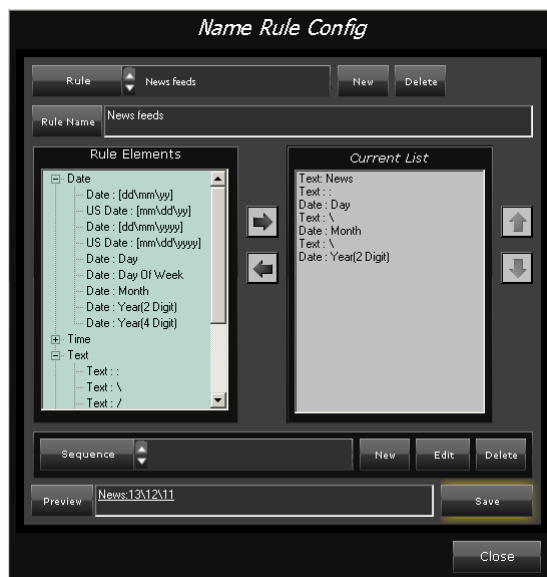 Name Rule Config
Rule News feeds New Delete
Rule Name News feeds
Rule Elements
Date
Date : [dd\mm\yy]
US Date : [mm\dd\yy]
Date : [dd\mm\yyyy]
US Date : [mm\dd\yyyy]
Date : Day
Date : Day Of Week
Date : Month
Date : Year(2 Digit)
Date : Year(4 Digit)
Time
Text
Text : :
Text : \
Text : /
Current List
Text: News
Text : :
Date : Day
Text : \
Date : Month
Text : \
Date : Year(2 Digit)
Sequence New Edit Delete
Preview News:13\12\11 Save
Close